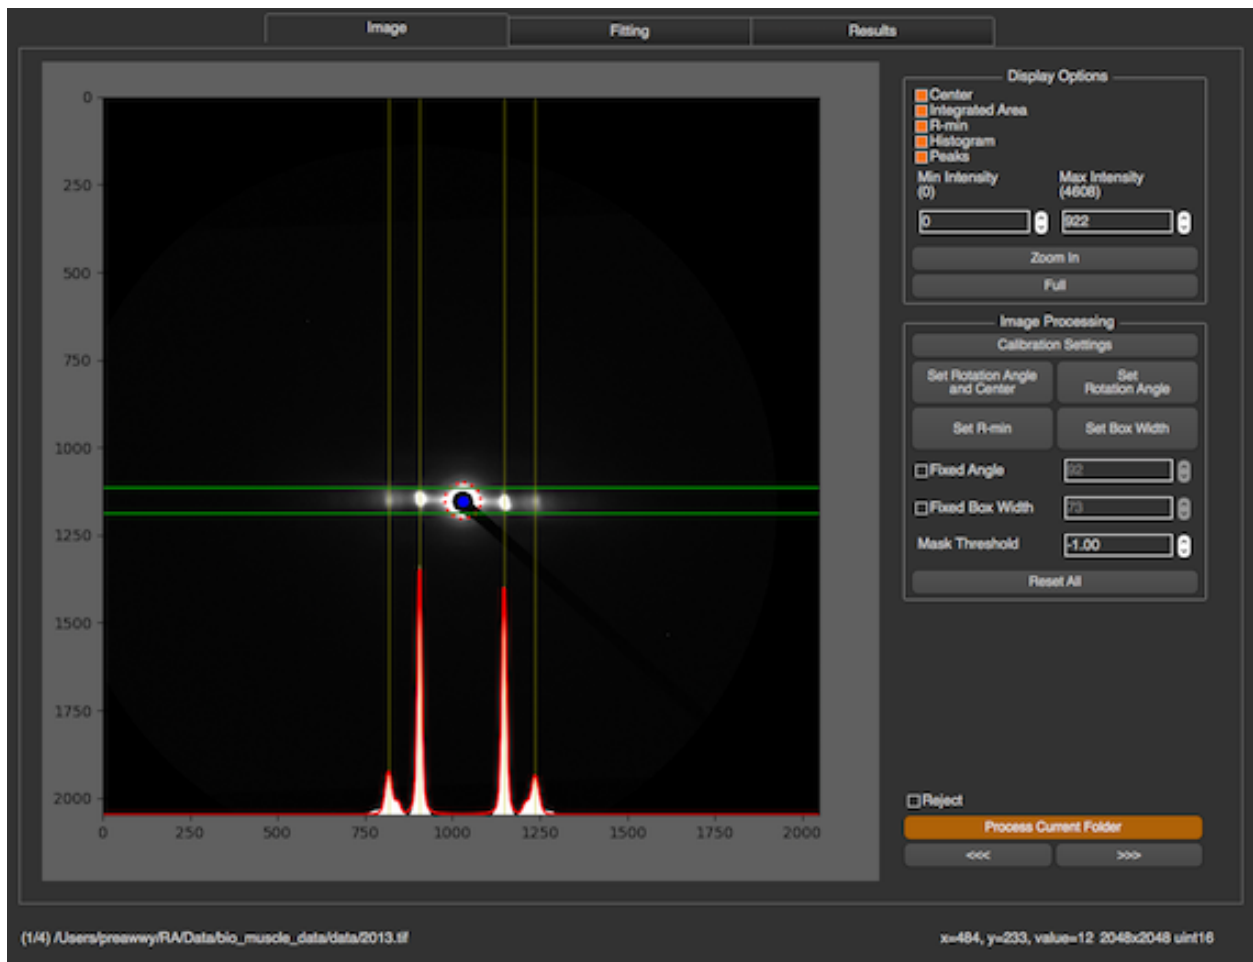 Image Fitting Results
Display Options
Center
Integrated Area
R-min
Histogram
Peaks
Min Intensity Max Intensity
(0) (4608)
0 922
Zoom In
Full
Image Processing
Calibration Settings
Set Rotation Angle and Center
Set Rotation Angle
Set R-min Set Box Width
Fixed Angle 92
Fixed Box Width 73
Mask Threshold -1.00
Reset All
0
250
500
750
1000
1250
1500
1750
2000
0 250 500 750 1000 1250 1500 1750 2000
Reject
Process Current Folder
<<< >>>
(1/4) /Users/preawwy/RA/Data/bio_muscle_data/data/2013.tif x=484, y=233, value=12 2048x2048 uint16